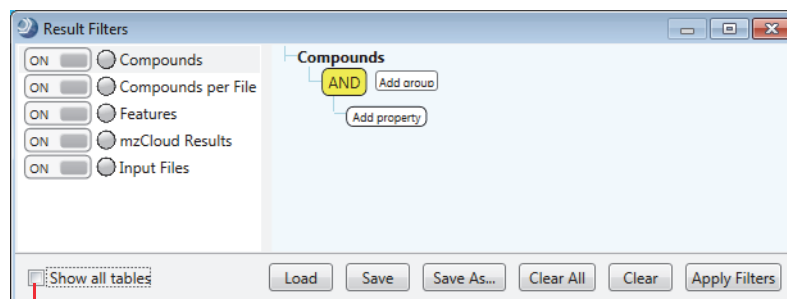 Result Filters
ON Compounds
ON Compounds per File
ON Features
ON mzCloud Results
ON Input Files
Compounds
AND Add group
Add property
Show all tables Load Save Save As... Clear All Clear Apply Filters